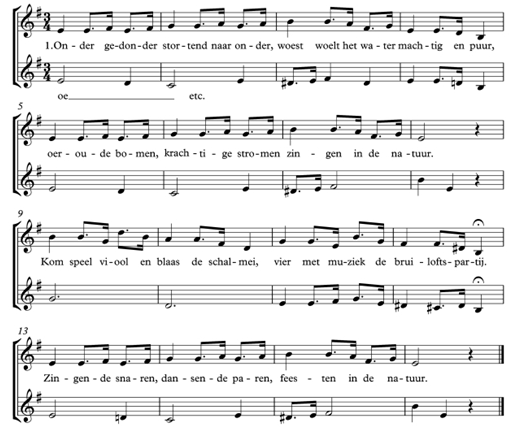 1.On - der ge-don - der stor - tend naar on - der, woest woelt het wa - ter mach - tig en puur,
oe etc.
5
oer - ou - de bo - men, krach - ti - ge stro - men zin - gen in de na - tuur.
9
Kom speel vi - ool en blaas de schal - mei, vier met mu - ziek de brui - lofts - par - tij.
13
Zin - gen - de sna - ren, dan - sen - de pa - ren, fees - ten in de na - tuur.